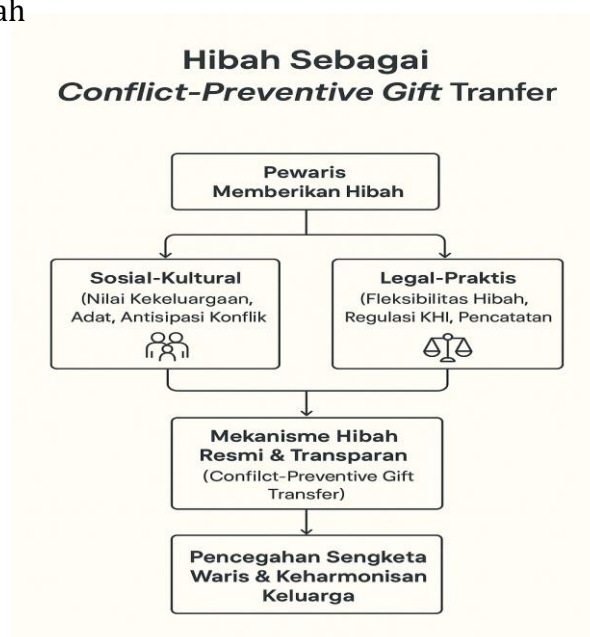 ah
Hibah Sebagai
Conflict-Preventive Gift Tranfer
Pewaris
Memberikan Hibah
Sosial-Kultural
(Nilai Kekeluargaan,
Adat, Antisipasi Konflik
Legal-Praktis
(Fleksibilitas Hibah,
Regulasi KHI, Pencatatan
Mekanisme Hibah
Resmi & Transparan
(Confilct-Preventive Gift
Transfer)
Pencegahan Sengketa
Waris & Keharmonisan
Keluarga